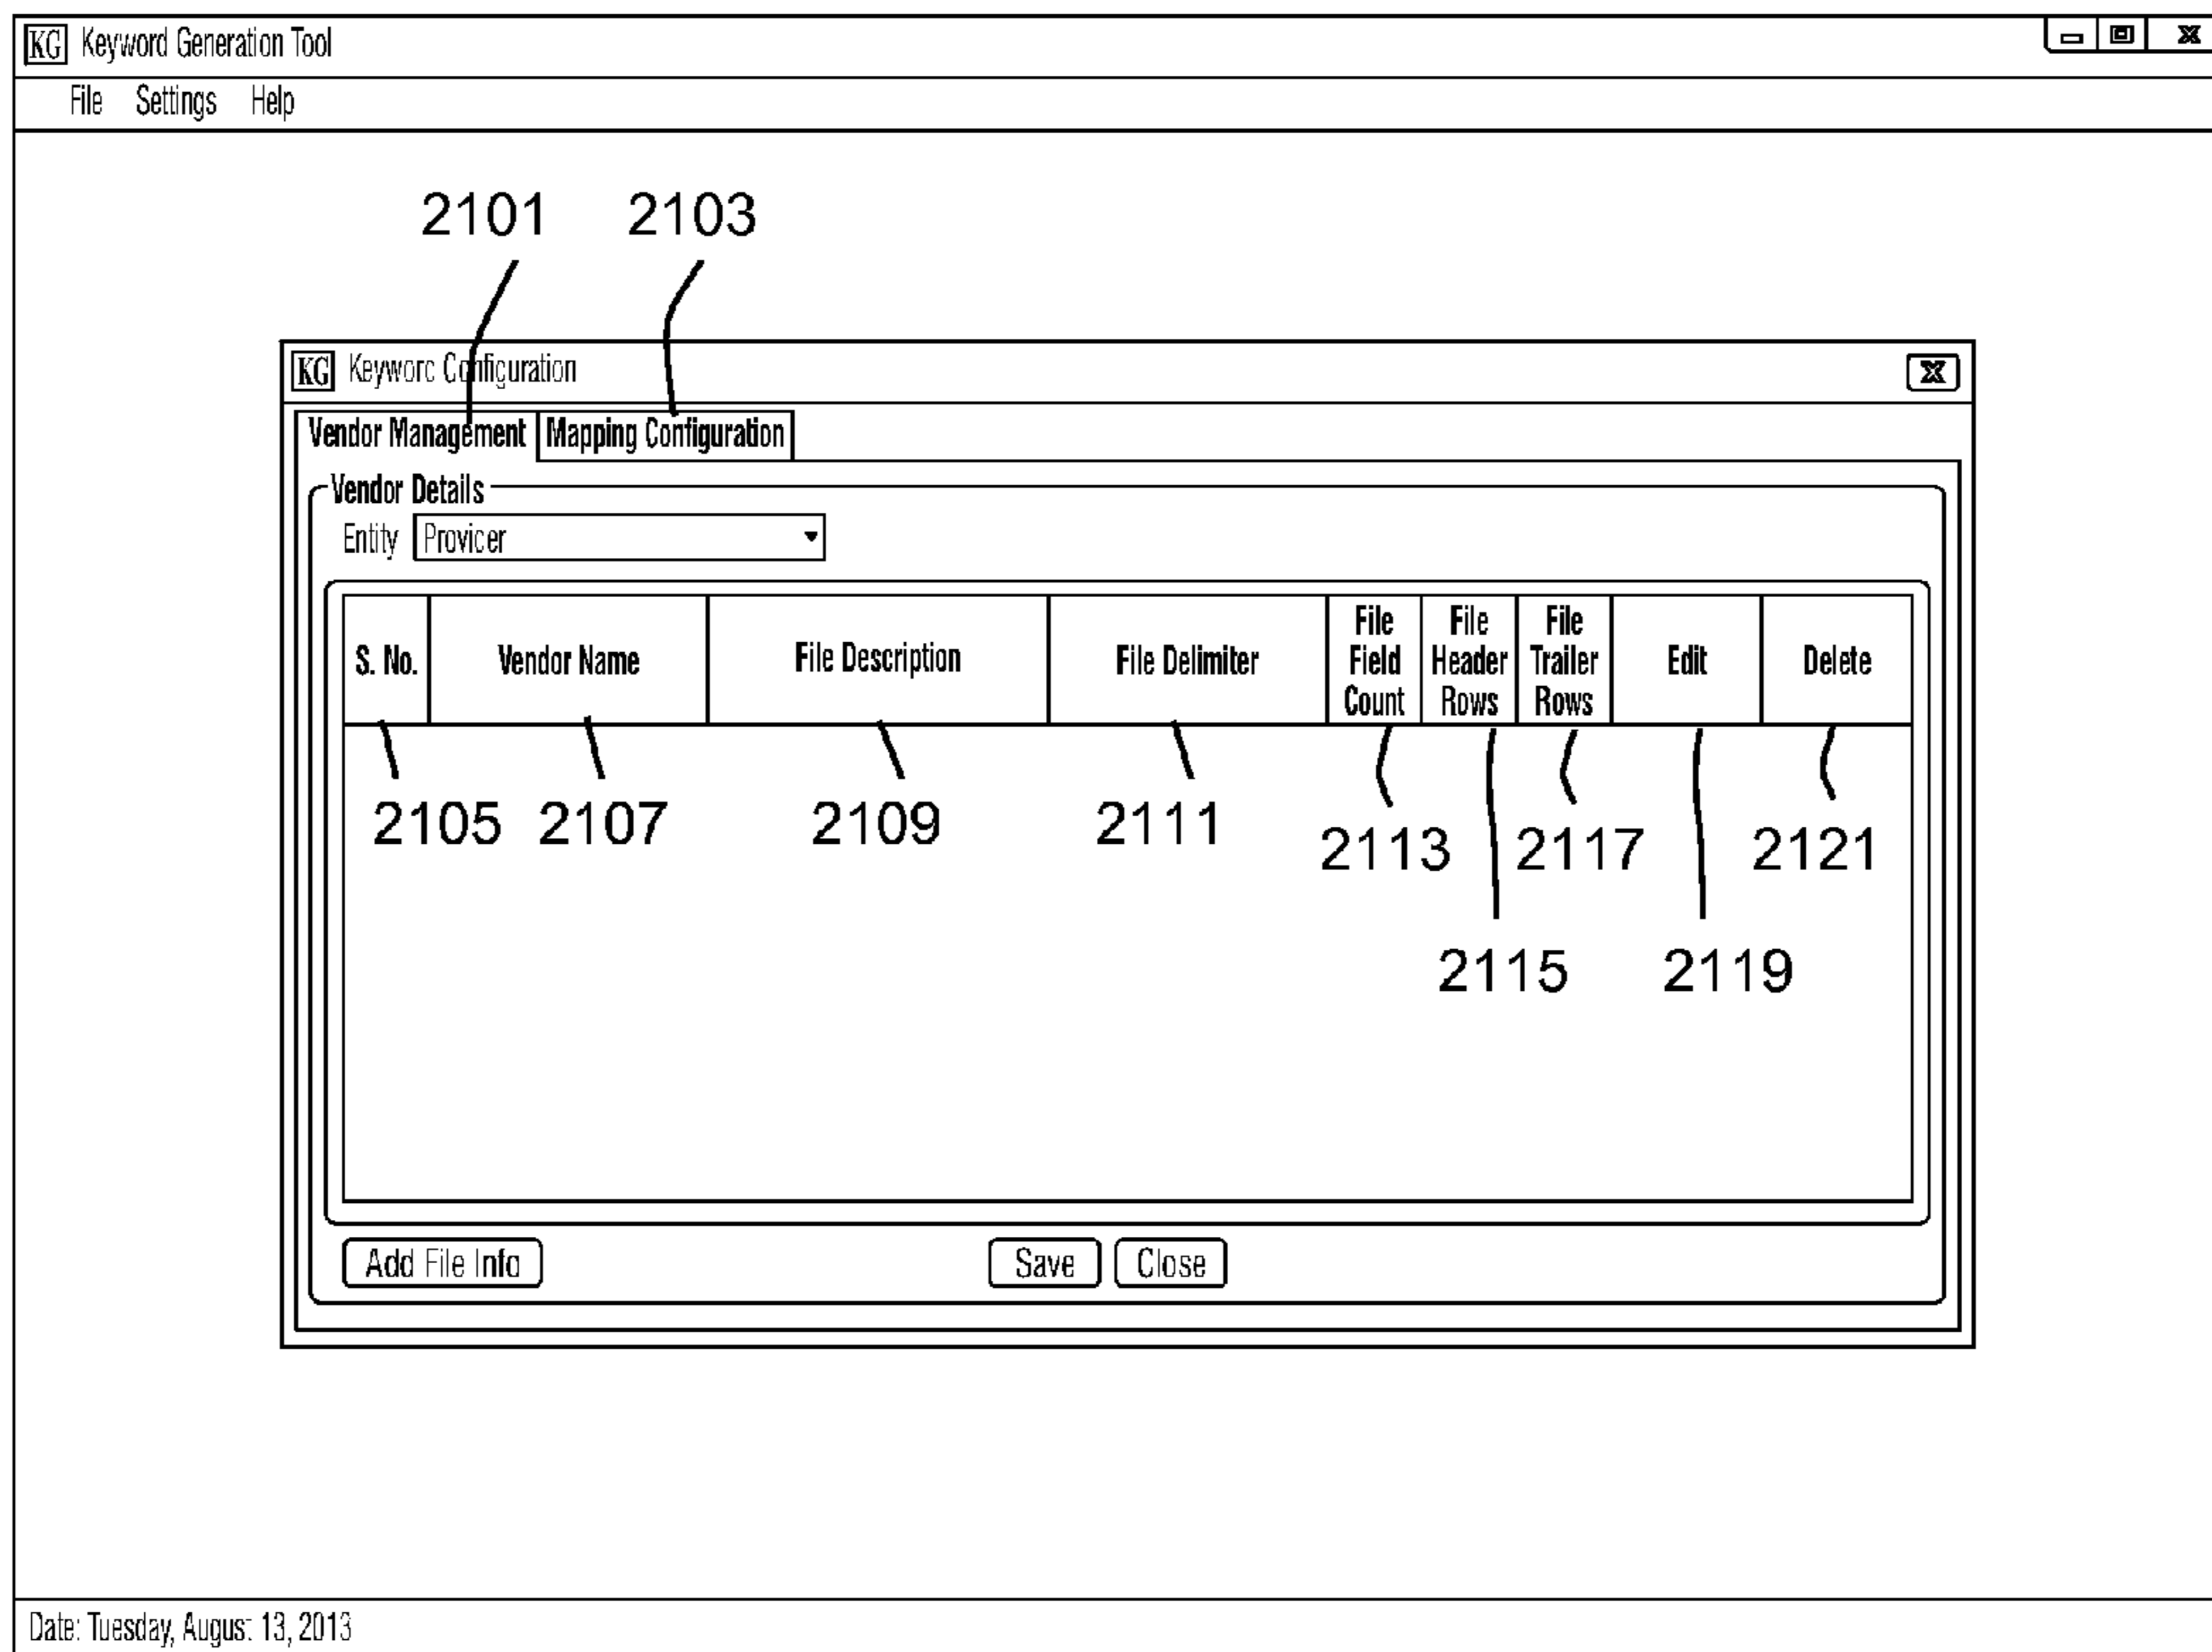 KG Keyword Generation Tool
File Settings Help
2101 2103
KG Keyworc Configuration
Vendor Management Mapping Configuration
Vendor Details
Entity Provicer
S. No. Vendor Name File Description File Delimiter File Field Count File Header Rows File Trailer Rows Edit Delete
2105 2107 2109 2111 2113 2117 2121
2115 2119
Add File Info Save Close
Date: Tuesday, August 13, 2013